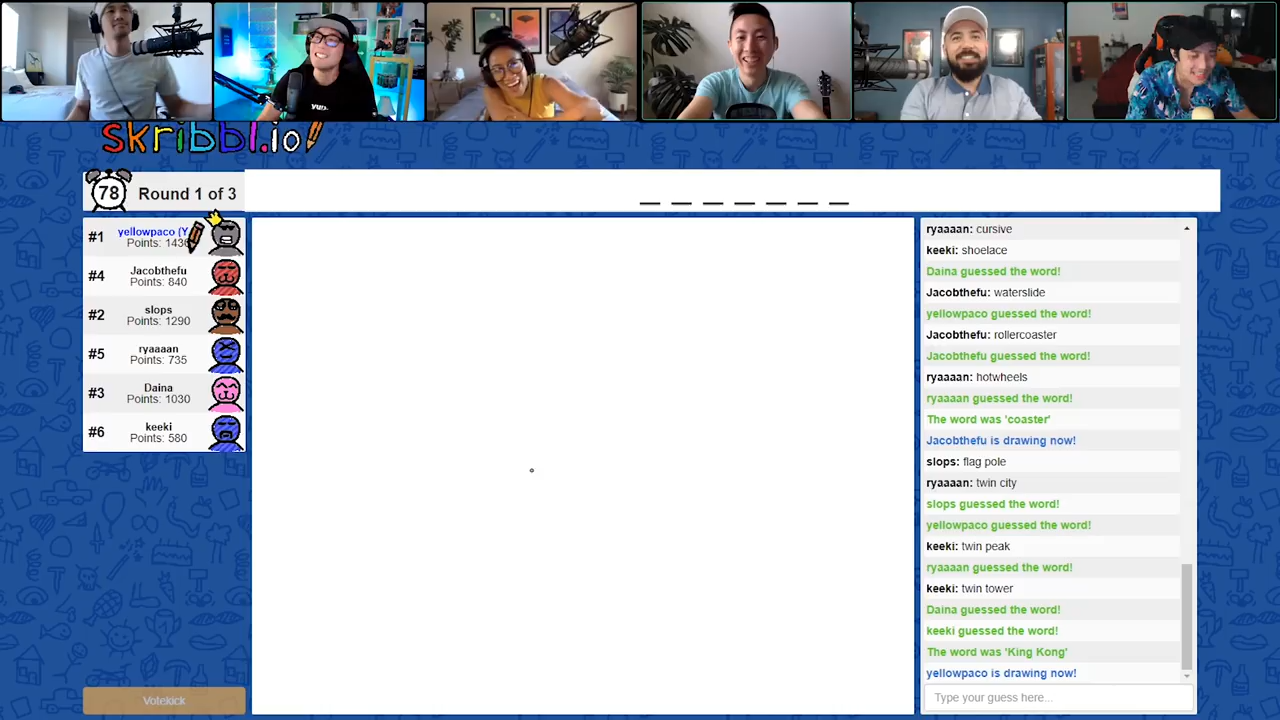 skribbl.io
78
Round 1 of 3
_ _ _ _ _ _ _
#1
yellowpaco (Y
Points: 1436
#4
Jacobthefu
Points: 840
#2
slops
Points: 1290
#5
ryaaaan
Points: 735
#3
Daina
Points: 1030
#6
keeki
Points: 580
Votekick
ryaaaan: cursive
keeki: shoelace
Daina guessed the word!
Jacobthefu: waterslide
yellowpaco guessed the word!
Jacobthefu: rollercoaster
Jacobthefu guessed the word!
ryaaaan: hotwheels
ryaaaan guessed the word!
The word was 'coaster'
Jacobthefu is drawing now!
slops: flag pole
ryaaaan: twin city
slops guessed the word!
yellowpaco guessed the word!
keeki: twin peak
ryaaaan guessed the word!
keeki: twin tower
Daina guessed the word!
keeki guessed the word!
The word was 'King Kong'
yellowpaco is drawing now!
Type your guess here...